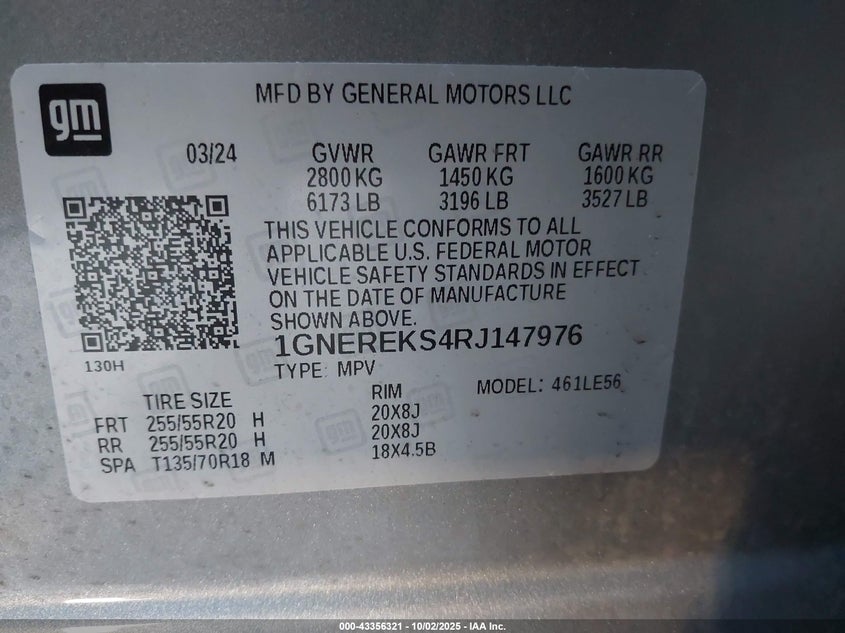 gm
MFD BY GENERAL MOTORS LLC
03/24 GVWR GAWR FRT GAWR RR
2800 KG 1450 KG 1600 KG
6173 LB 3196 LB 3527 LB
THIS VEHICLE CONFORMS TO ALL
APPLICABLE U.S. FEDERAL MOTOR
VEHICLE SAFETY STANDARDS IN EFFECT
ON THE DATE OF MANUFACTURE
SHOWN ABOVE.
1GNEREKS4RJ147976
130H
TYPE: MPV
MODEL: 461LE56
TIRE SIZE RIM
FRT 255/55R20 H 20X8J
RR 255/55R20 H 20X8J
SPA T135/70R18 M 18X4.5B
000-43356321 - 10/02/2025 - IAA Inc.